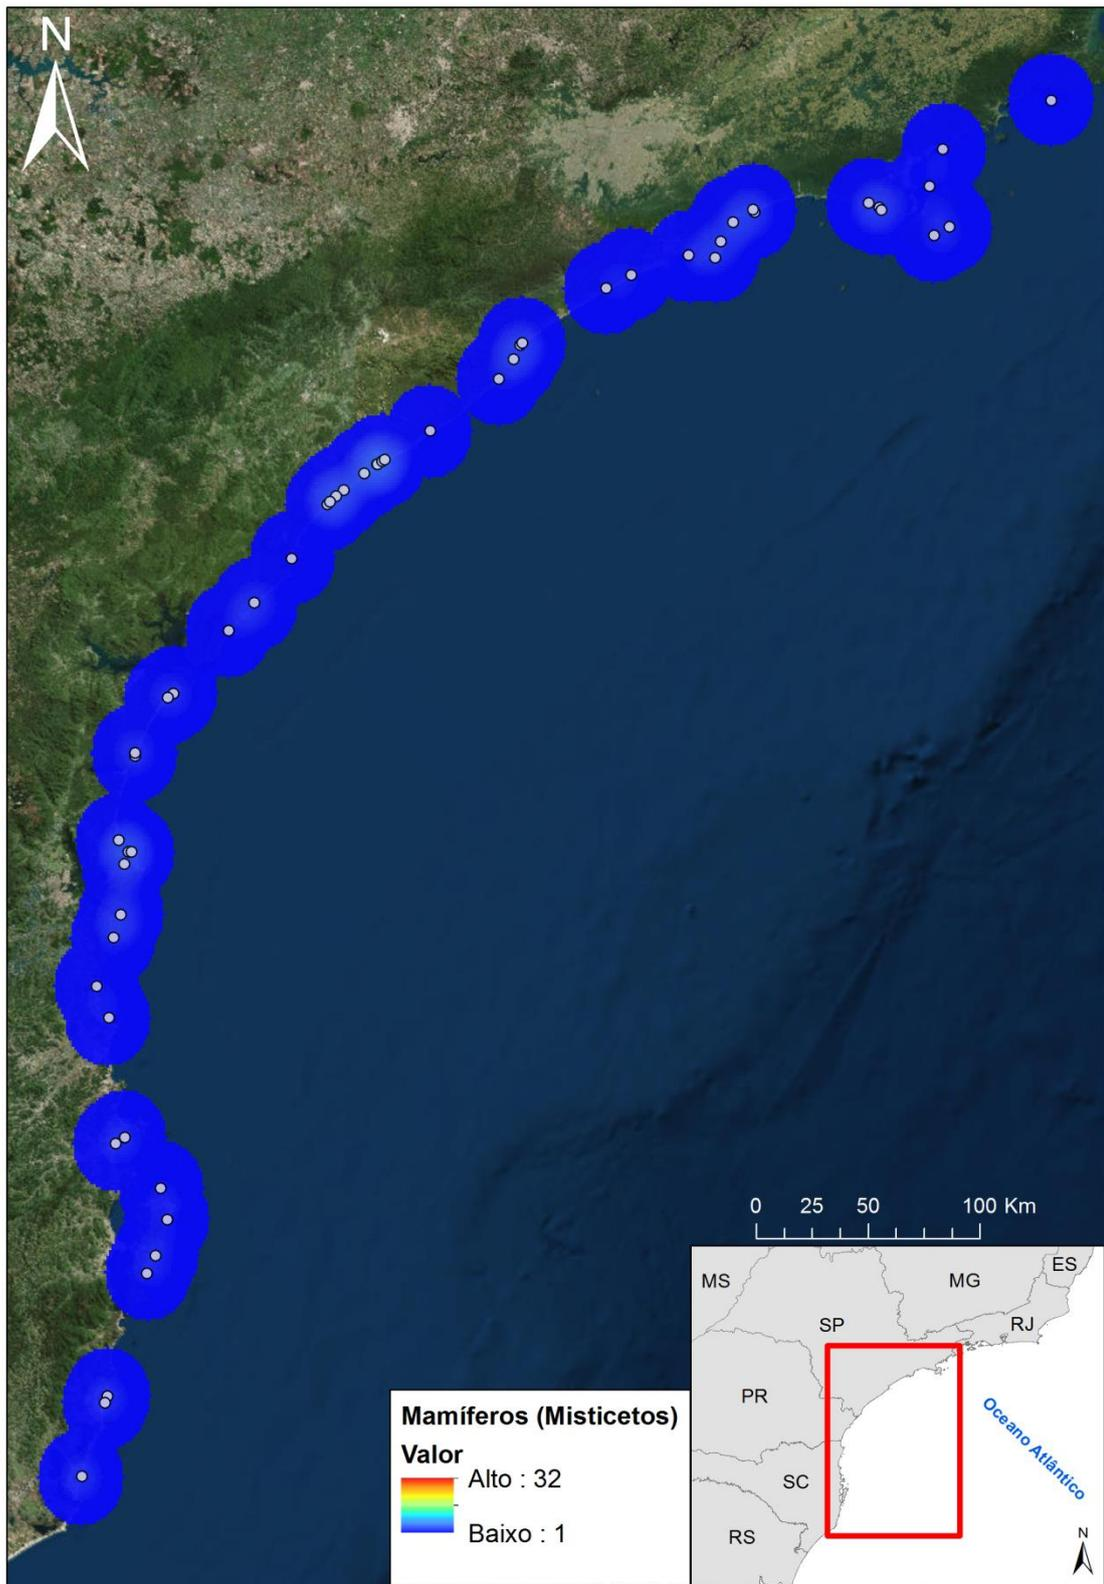 N
0 25 50 100 Km
MS
MG
ES
SP
RJ
PR
Oceano Atlântico
SC
RS
N
Mamíferos (Misticetos)
Valor
Alto : 32
Baixo : 1